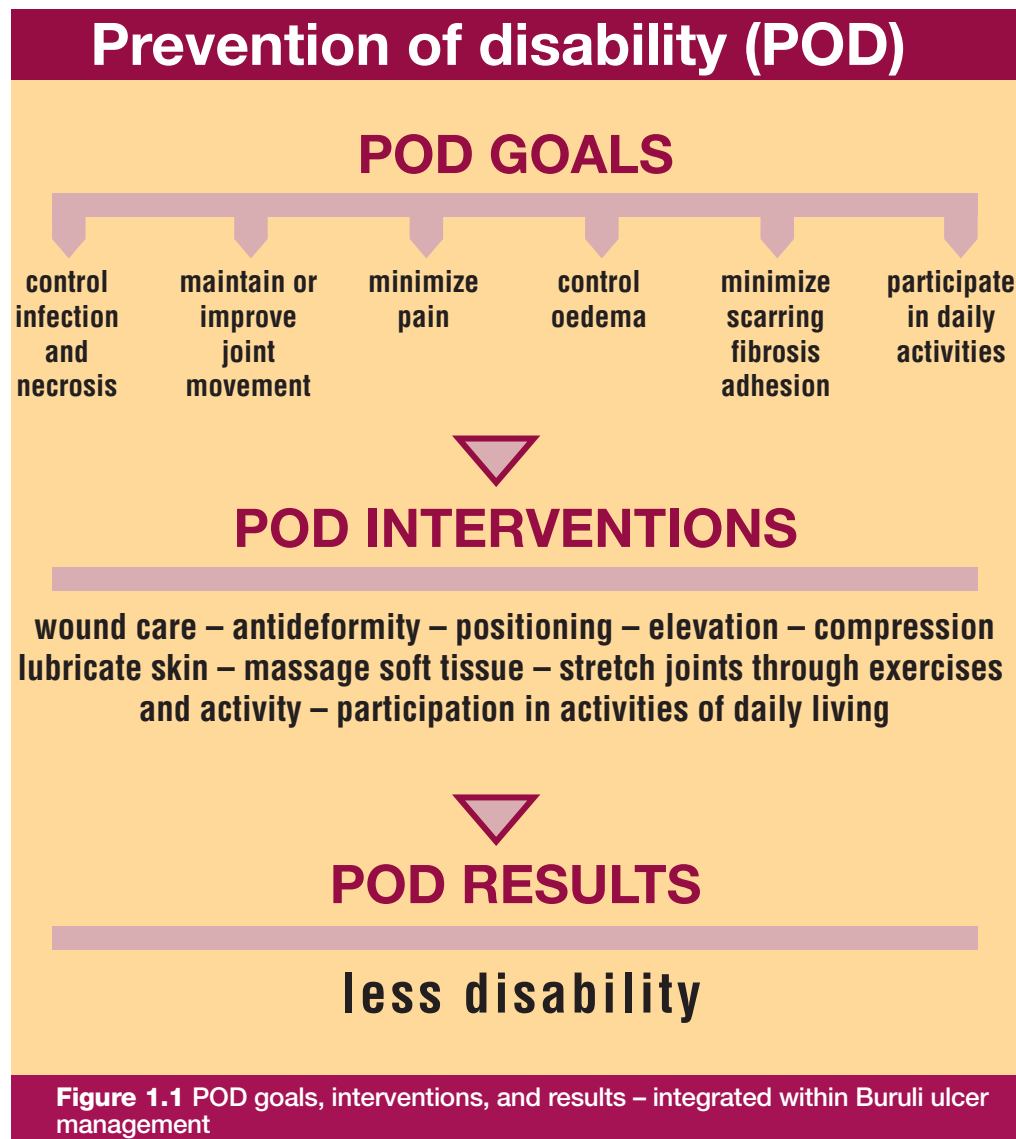 Prevention of disability (POD)
POD GOALS
control
infection
and
necrosis
maintain or
improve
joint
movement
minimize
pain
control
oedema
minimize
scarring
fibrosis
adhesion
participate
in daily
activities
POD INTERVENTIONS
wound care – antideformity – positioning – elevation – compression
lubricate skin – massage soft tissue – stretch joints through exercises
and activity – participation in activities of daily living
POD RESULTS
less disability
Figure 1.1 POD goals, interventions, and results – integrated within Buruli ulcer
management